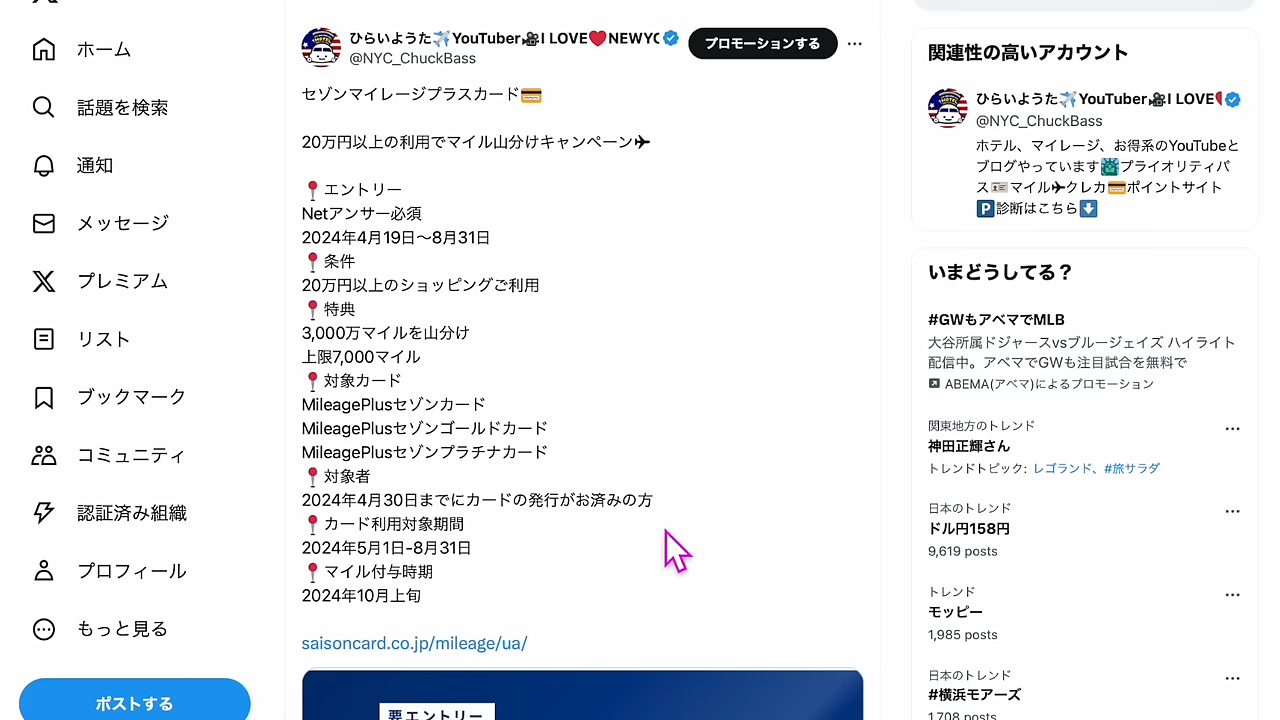 ホーム
話題を検索
通知
メッセージ
プレミアム
リスト
ブックマーク
コミュニティ
認証済み組織
プロフィール
もっと見る
ポストする
ひらいようた✈️YouTuber🎥I LOVE❤️NEWYC
@NYC_ChuckBass
プロモーションする
セゾンマイレージプラスカード💳
20万円以上の利用でマイル山分けキャンペーン✈
📍エントリー
Netアンサー必須
2024年4月19日〜8月31日
📍条件
20万円以上のショッピングご利用
📍特典
3,000万マイルを山分け
上限7,000マイル
📍対象カード
MileagePlusセゾンカード
MileagePlusセゾンゴールドカード
MileagePlusセゾンプラチナカード
📍対象者
2024年4月30日までにカードの発行がお済みの方
📍カード利用対象期間
2024年5月1日-8月31日
📍マイル付与時期
2024年10月上旬
saisoncard.co.jp/mileage/ua/
要エントリー
関連性の高いアカウント
ひらいようた✈️YouTuber🎥I LOVE
@NYC_ChuckBass
ホテル、マイレージ、お得系のYouTubeと
ブログやっています🗽プライオリティパ
ス🪪マイル✈クレカ💳ポイントサイト
🅿️診断はこちら⬇️
いまどうしてる？
#GWもアベマでMLB
大谷所属ドジャースvsブルージェイズ ハイライト
配信中。アベマでGWも注目試合を無料で
ABEMA(アベマ)によるプロモーション
関東地方のトレンド
神田正輝さん
トレンドトピック: レゴランド、#旅サラダ
日本のトレンド
ドル円158円
9,619 posts
トレンド
モッピー
1,985 posts
日本のトレンド
#横浜モアーズ
1,708 posts